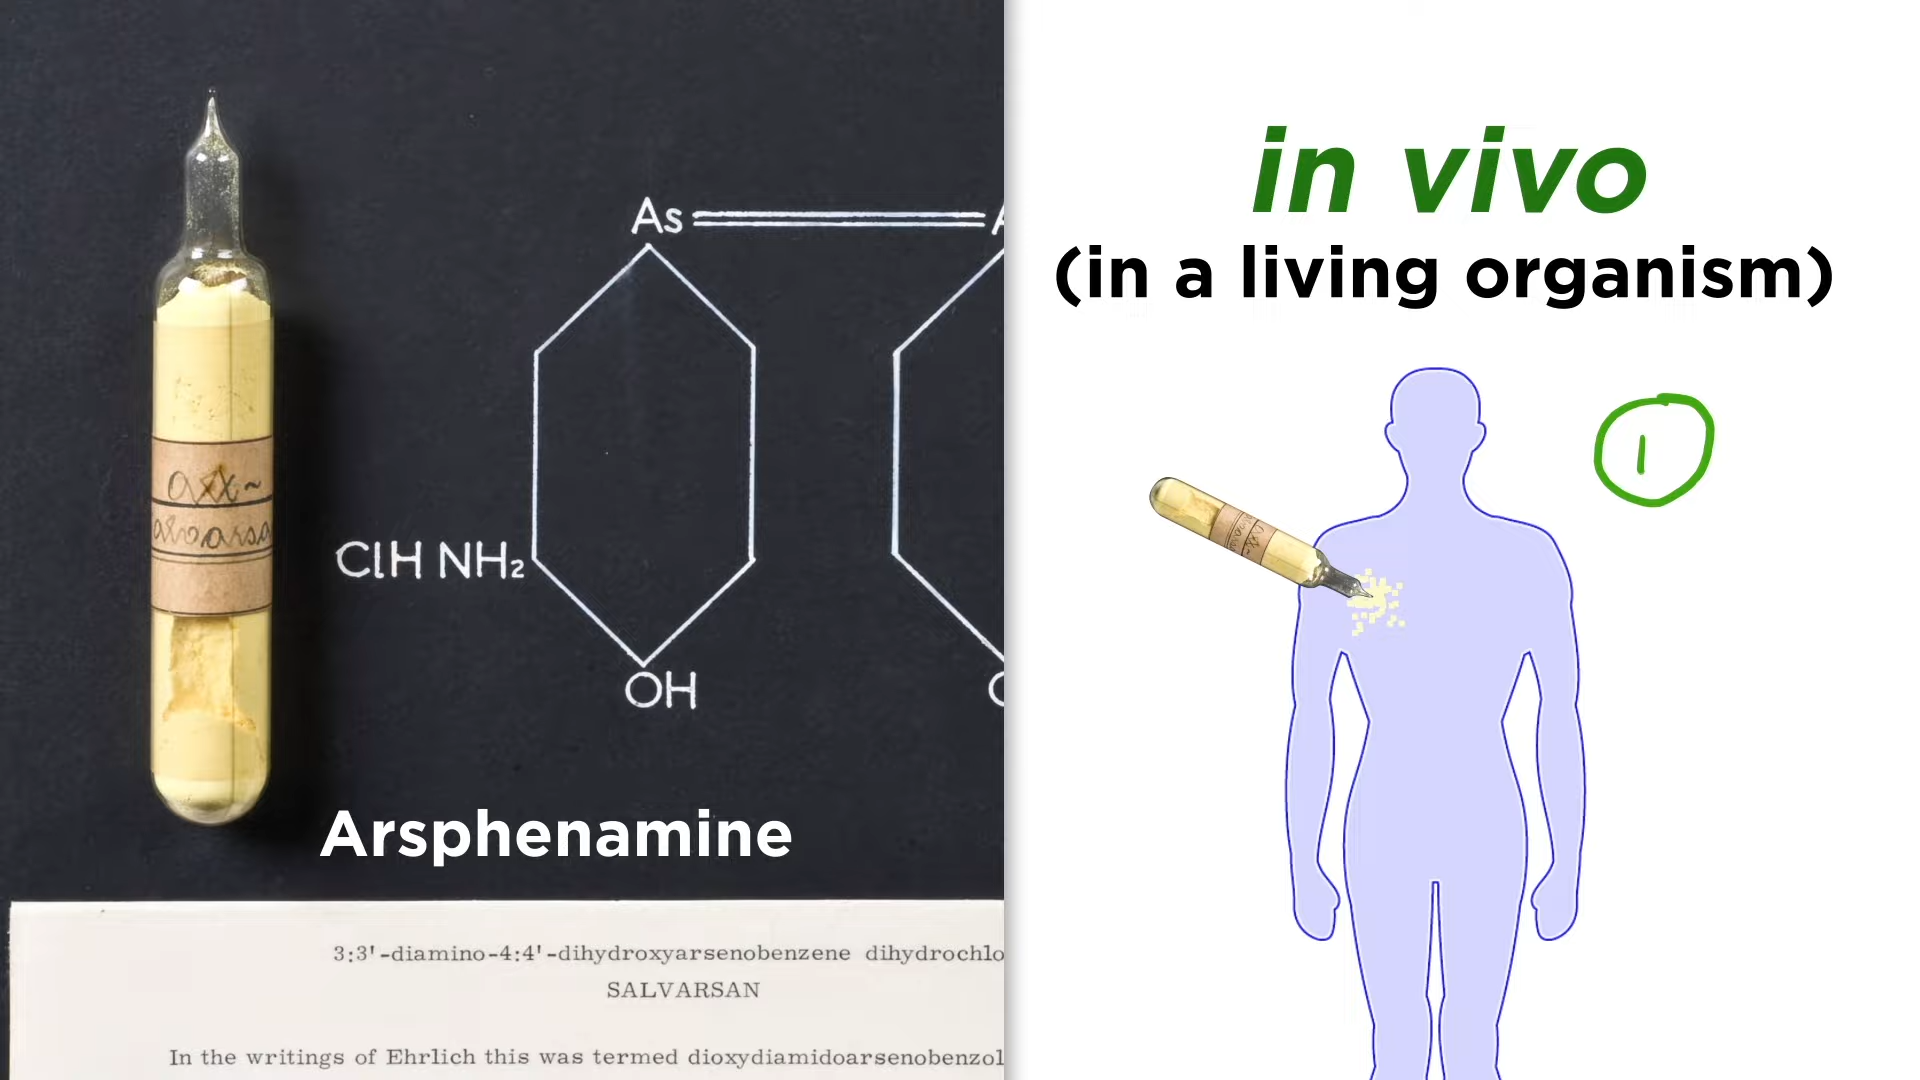 As
ClH NH₂
OH
Arsphenamine
3:3'-diamino-4:4'-dihydroxyarsenobenzene dihydrochlo
SALVARSAN
In the writings of Ehrlich this was termed dioxydiamidoarsenobenzol
in vivo
(in a living organism)
1